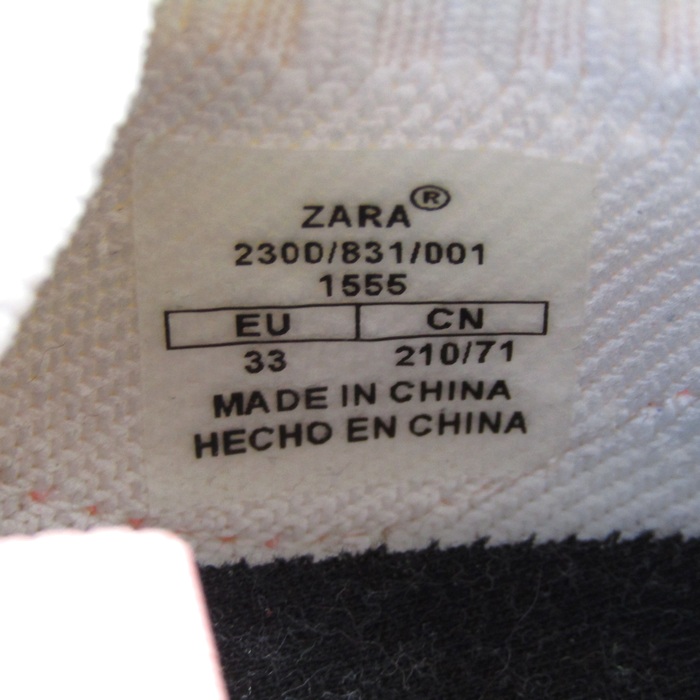 ZARA®
2300/831/001
1555
EU CN
33 210/71
MADE IN CHINA
HECHO EN CHINA